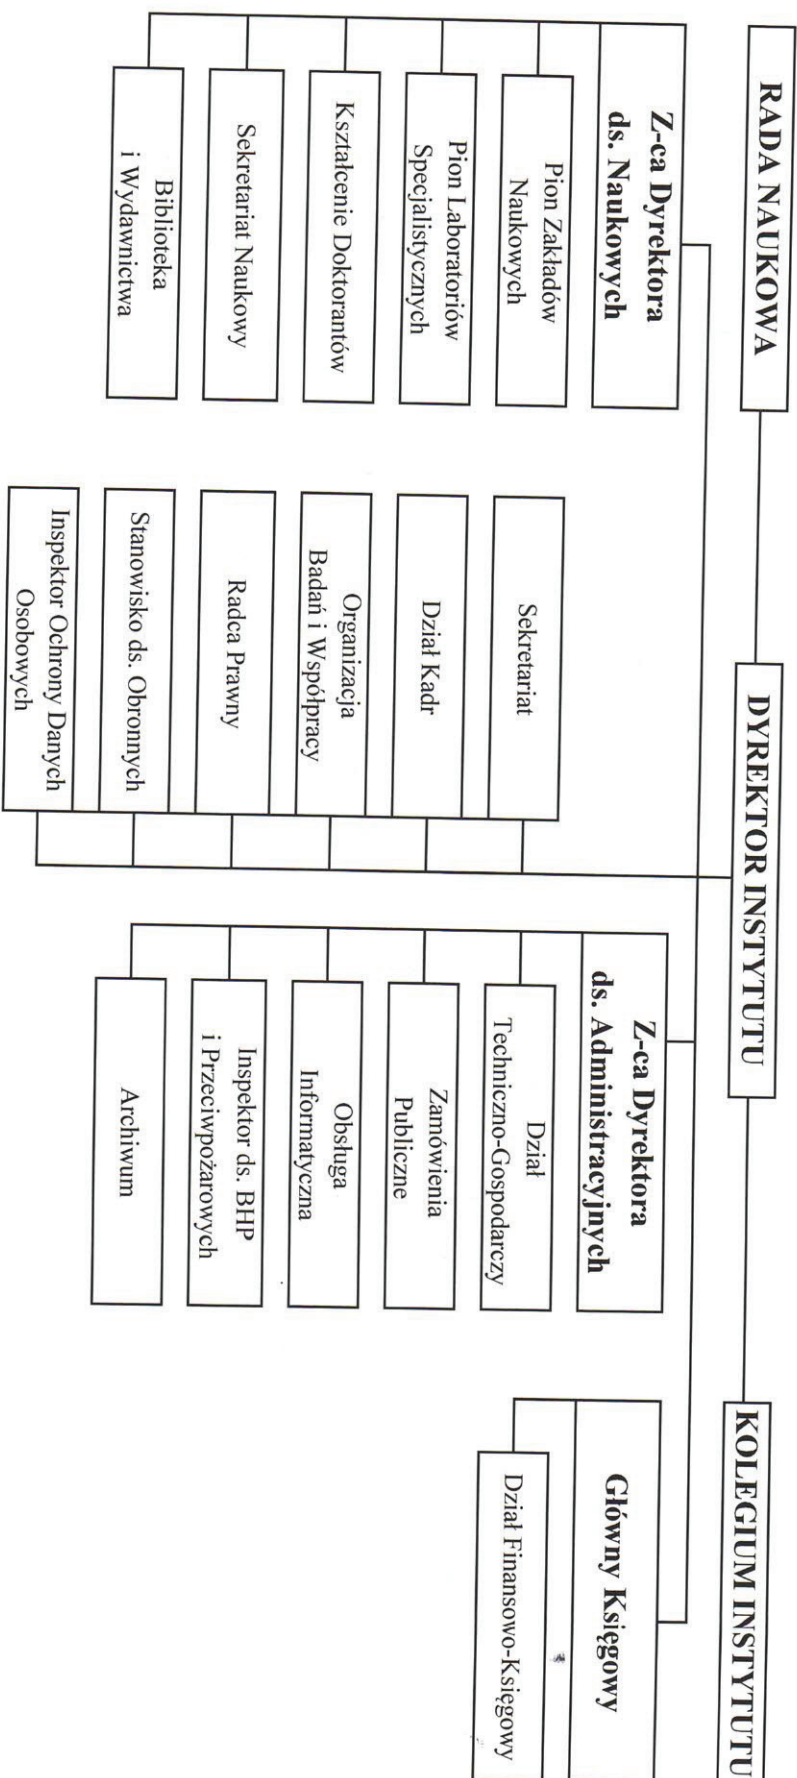 RADA NAUKOWA
DYREKTOR INSTYTUTU
KOLEGIUM INSTYTUTU
Z-ca Dyrektora
ds. Naukowych
Pion Zakładów
Naukowych
Pion Laboratoriów
Specjalistycznych
Kształcenie Doktorantów
Sekretariat Naukowy
Biblioteka
i Wydawnictwa
Sekretariat
Dział Kadr
Organizacja
Badań i Współpracy
Radca Prawny
Stanowisko ds. Obronnych
Inspektor Ochrony Danych
Osobowych
Z-ca Dyrektora
ds. Administracyjnych
Dział
Techniczno-Gospodarczy
Zamówienia
Publiczne
Obsługa
Informatyczna
Inspektor ds. BHP
i Przeciwpożarowych
Archiwum
Główny Księgowy
Dział Finansowo-Księgowy